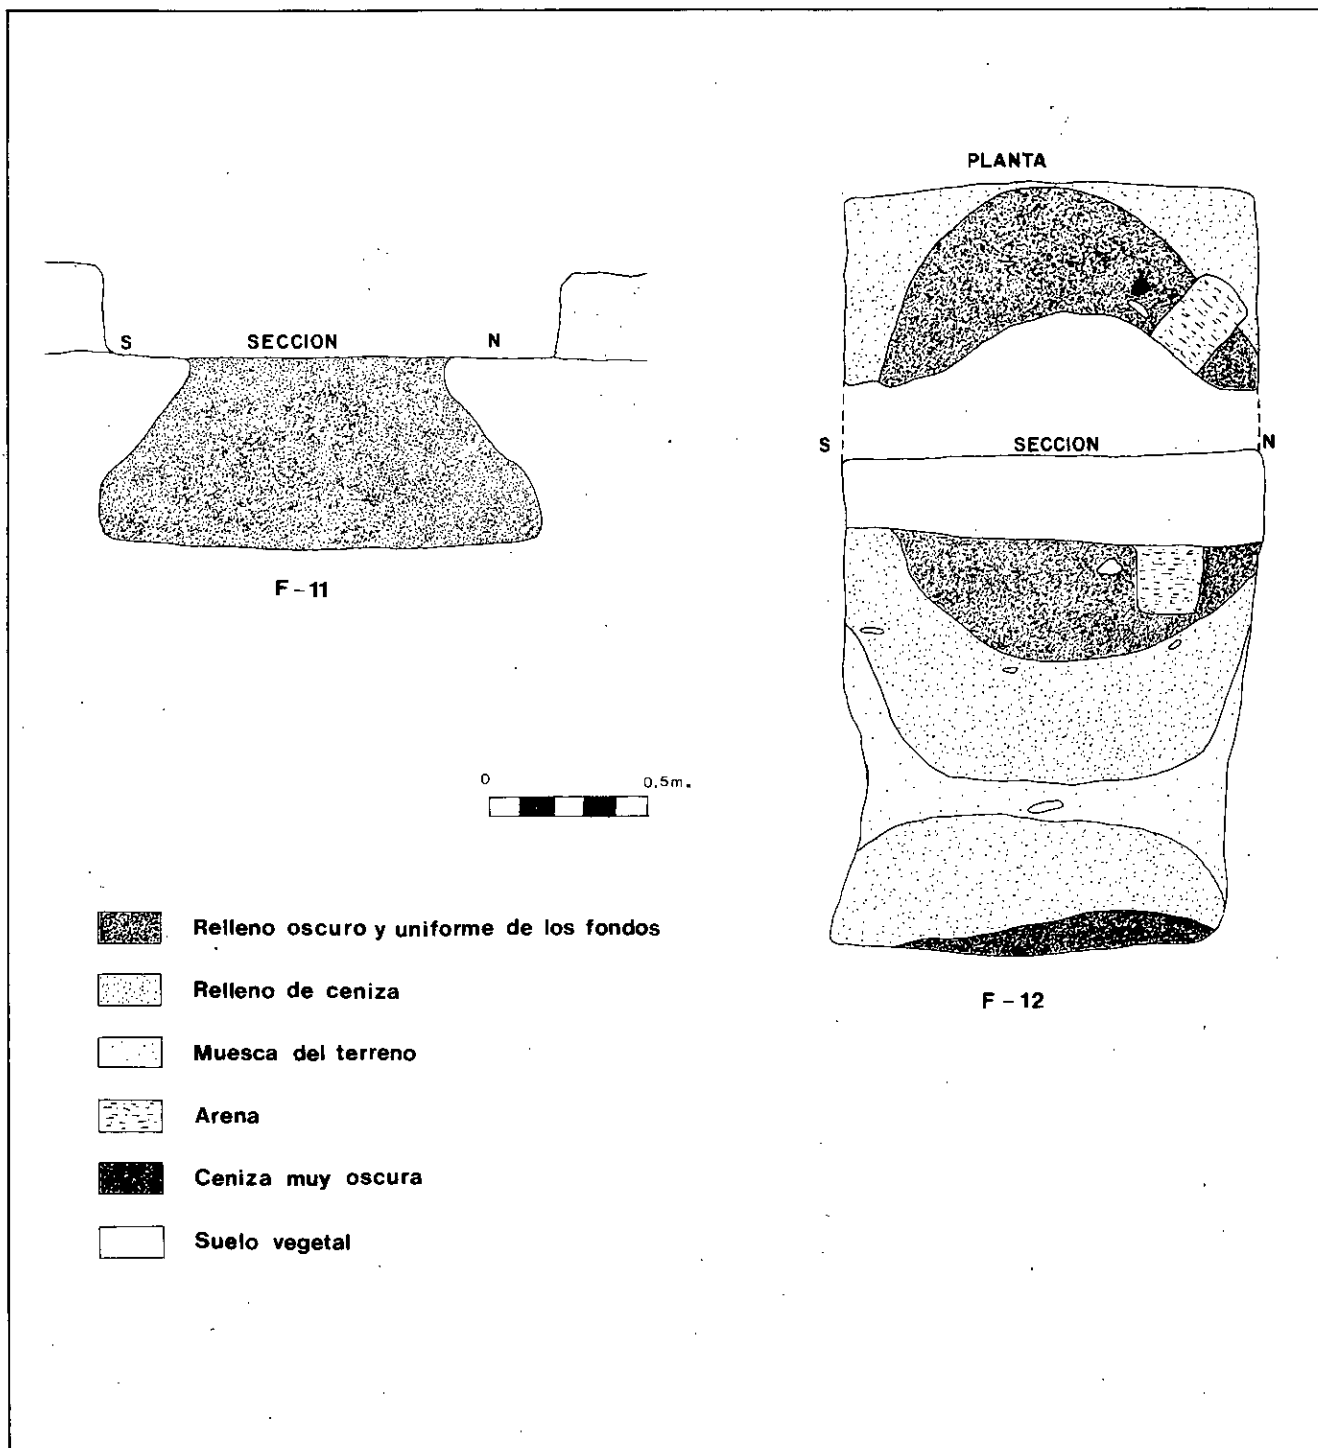 PLANTA
S SECCION N
F-11
S SECCION N
F-12
0 0,5m.
Relleno oscuro y uniforme de los fondos
Relleno de ceniza
Muesca del terreno
Arena
Ceniza muy oscura
Suelo vegetal